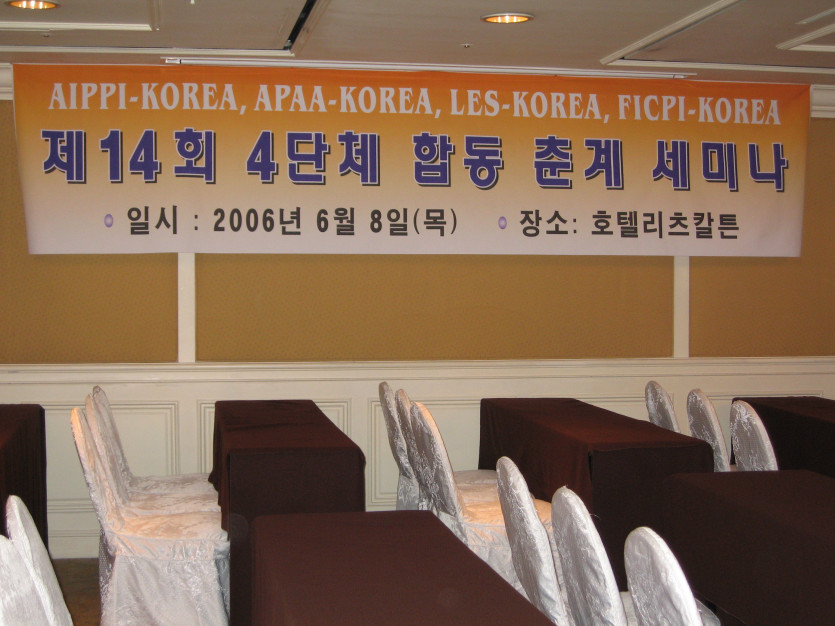 AIPPI-KOREA, APAA-KOREA, LES-KOREA, FICPI-KOREA
제14회 4단체 합동 춘계 세미나
일시 : 2006년 6월 8일(목) 장소: 호텔리츠칼튼